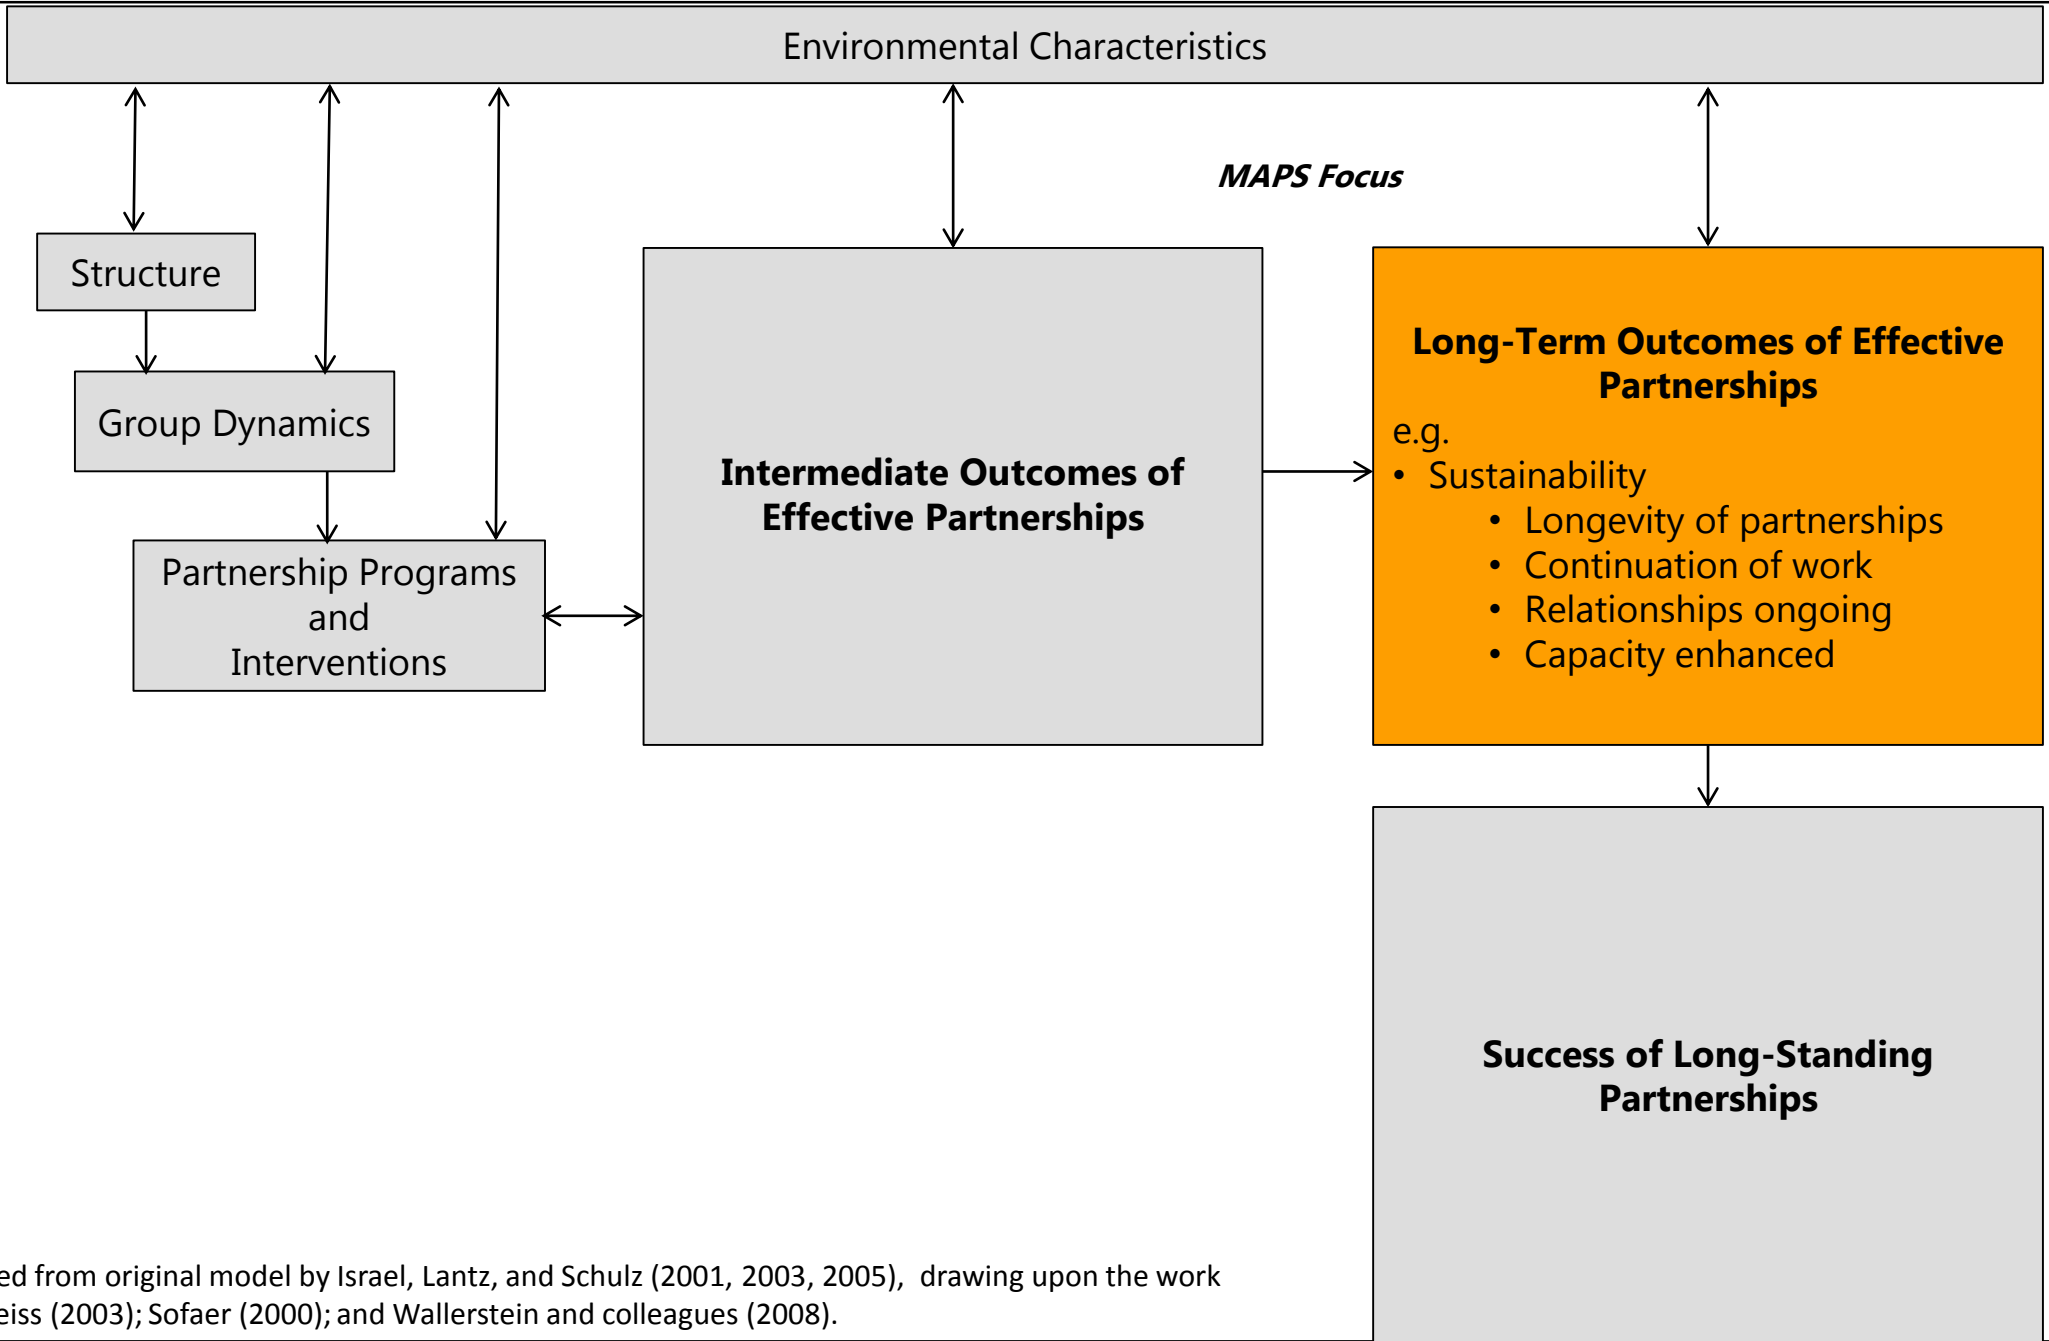 Environmental Characteristics
MAPS Focus
Structure
Group Dynamics
Partnership Programs
and
Interventions
Intermediate Outcomes of
Effective Partnerships
Long-Term Outcomes of Effective
Partnerships
e.g.
• Sustainability
• Longevity of partnerships
• Continuation of work
• Relationships ongoing
• Capacity enhanced
Success of Long-Standing
Partnerships
ed from original model by Israel, Lantz, and Schulz (2001, 2003, 2005), drawing upon the work
eiss (2003); Sofaer (2000); and Wallerstein and colleagues (2008).